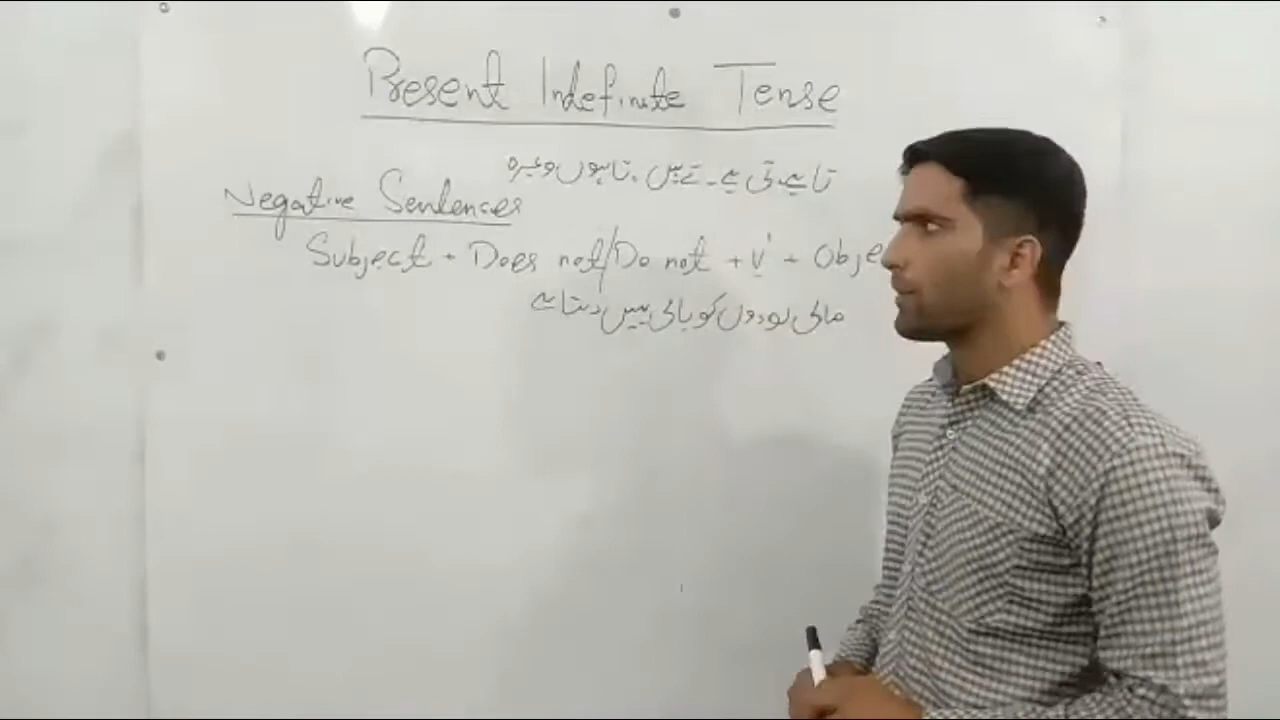 Present Indefinite Tense
تا ہے، تی ہے۔ تے ہیں، تا ہوں وغیرہ
Negative Sentences
Subject + Does not/Do not + V¹ + Obje
مالی پودوں کو پانی نہیں دیتا ہے